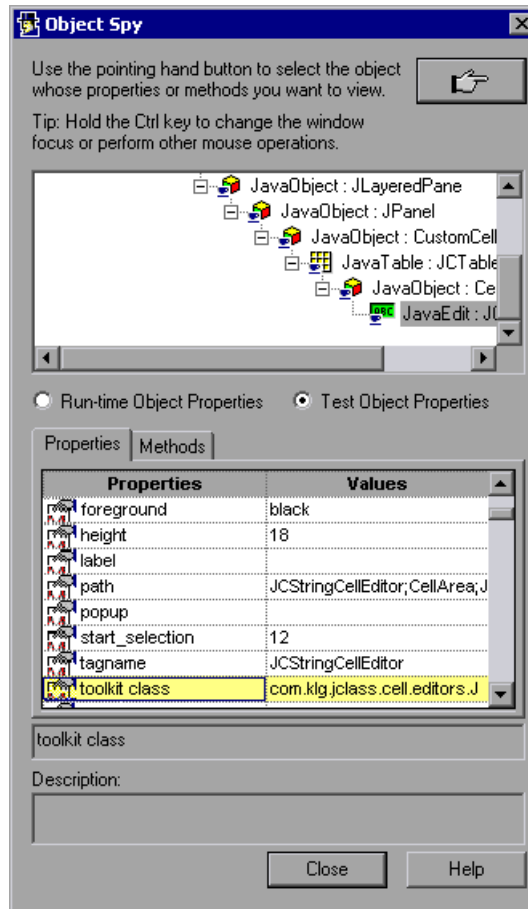 Object Spy
Use the pointing hand button to select the object
whose properties or methods you want to view.
Tip: Hold the Ctrl key to change the window
focus or perform other mouse operations.
JavaObject : JLayeredPane
JavaObject : JPanel
JavaObject : CustomCell
JavaTable : JCTable
JavaObject : Ce
JavaEdit : JC
Run-time Object Properties Test Object Properties
Properties Methods
Properties Values
foreground black
height 18
label
path JCStringCellEditor;CellArea;J
popup
start_selection 12
tagname JCStringCellEditor
toolkit class com.klg.jclass.cell.editors.J
toolkit class
Description:
Close Help